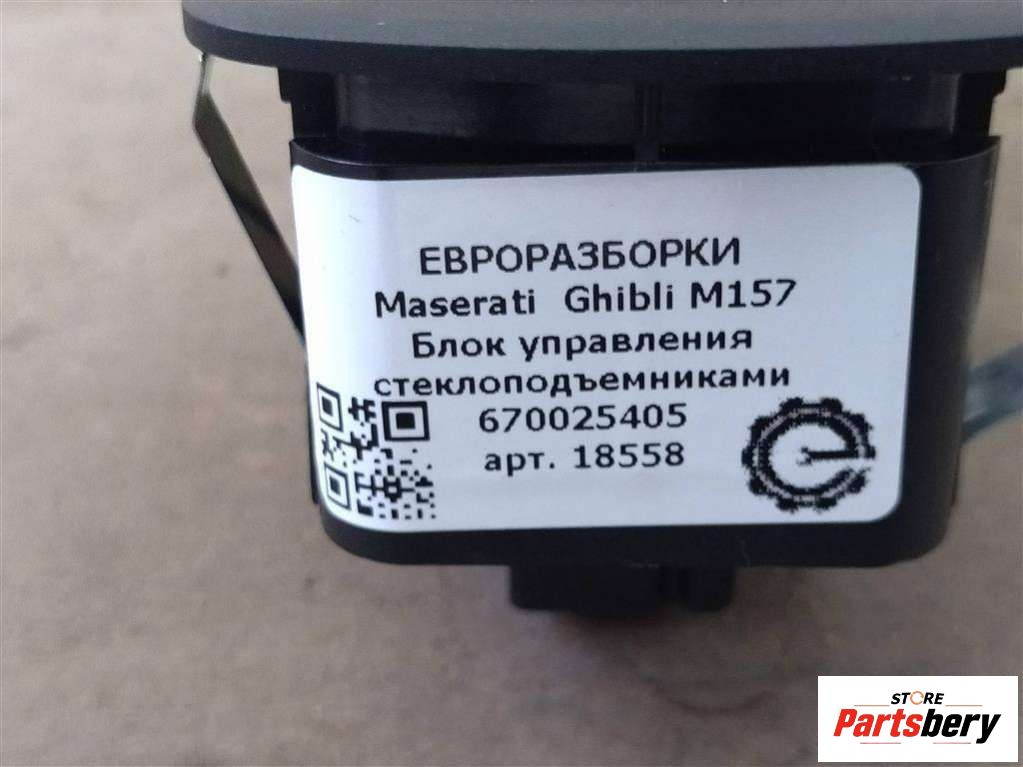 ЕВРОРАЗБОРКИ
Maserati Ghibli M157
Блок управления
стеклоподъемниками
670025405
арт. 18558
STORE
Partsbery